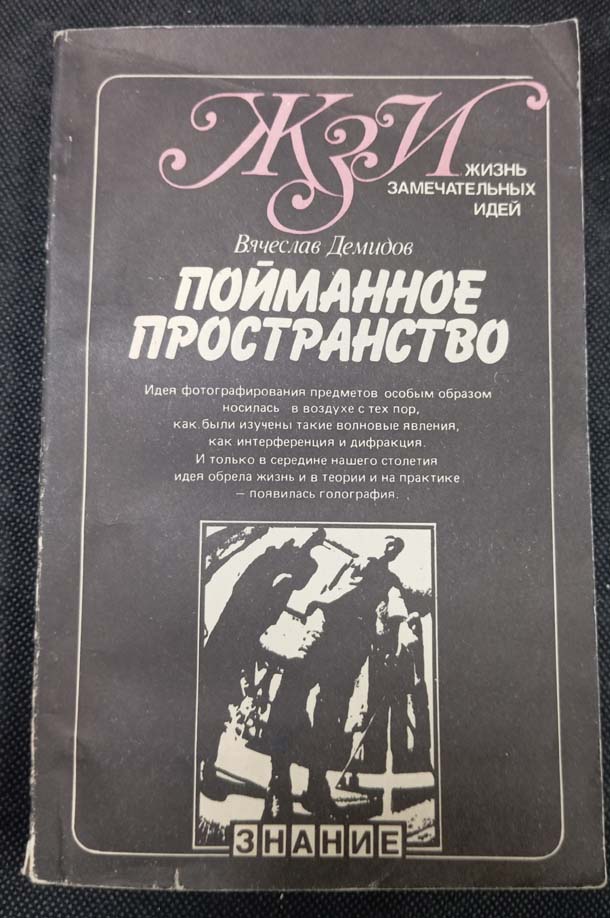 ЖЗИ
ЖИЗНЬ
ЗАМЕЧАТЕЛЬНЫХ
ИДЕЙ
Вячеслав Демидов
ПОЙМАННОЕ
ПРОСТРАНСТВО
Идея фотографирования предметов особым образом
носилась в воздухе с тех пор,
как были изучены такие волновые явления,
как интерференция и дифракция.
И только в середине нашего столетия
идея обрела жизнь и в теории и на практике
— появилась голография.
ЗНАНИЕ